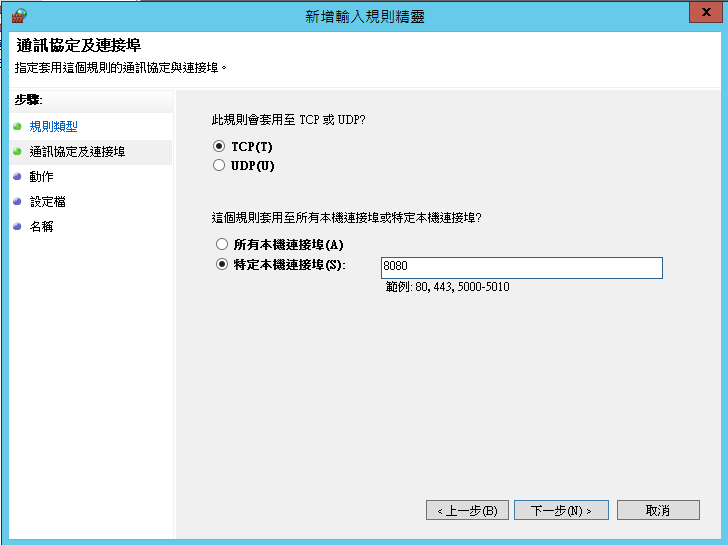 新增輸入規則精靈
x
通訊協定及連接埠
指定套用這個規則的通訊協定與連接埠。
步驟:
規則類型
通訊協定及連接埠
動作
設定檔
名稱
此規則會套用至 TCP 或 UDP?
TCP(T)
UDP(U)
這個規則套用至所有本機連接埠或特定本機連接埠?
所有本機連接埠(A)
特定本機連接埠(S):
8080
範例: 80, 443, 5000-5010
< 上一步(B)
下一步(N) >
取消